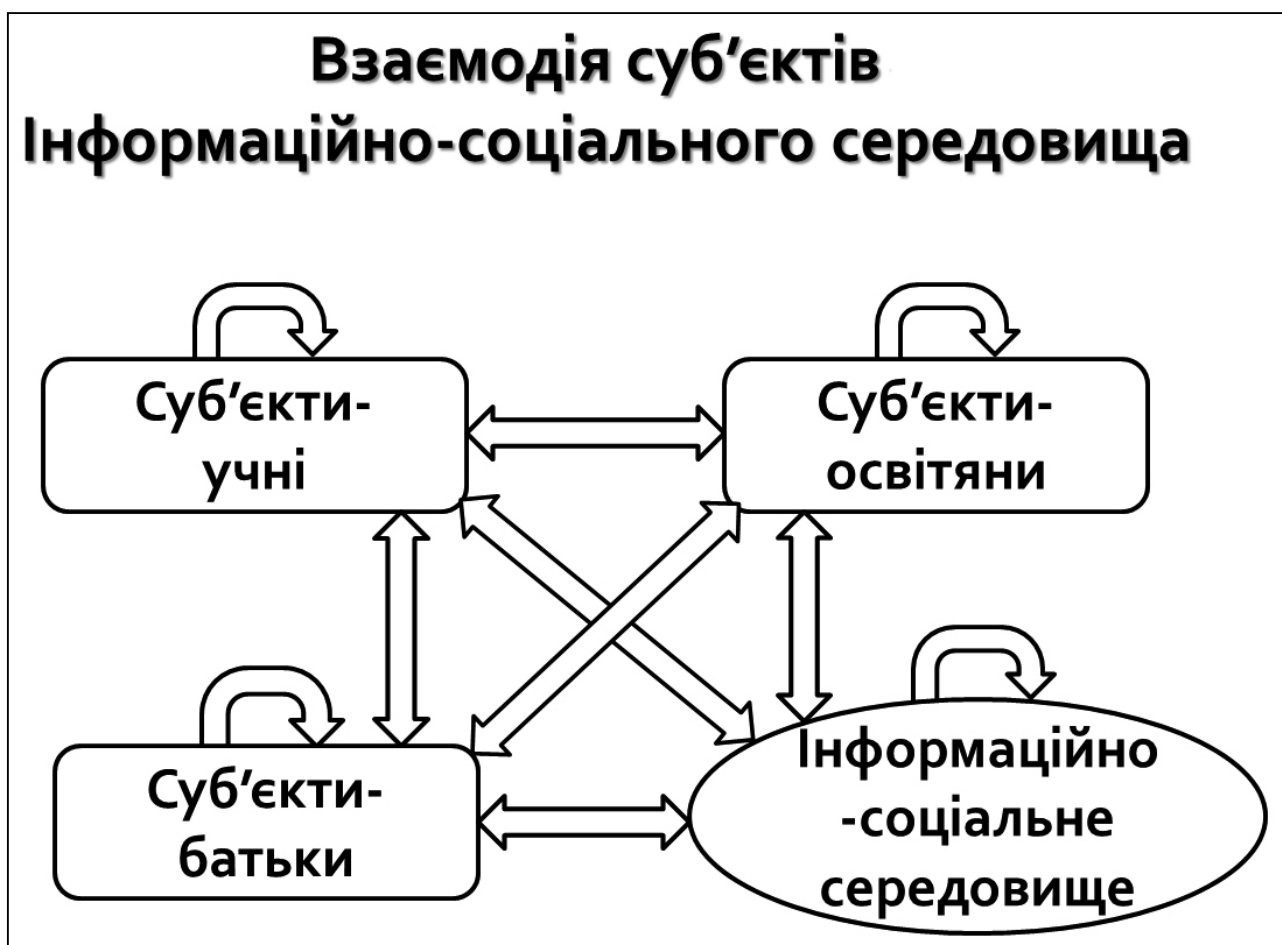 Взаємодія суб’єктів
Інформаційно-соціального середовища
Суб’єкти-
учні
Суб’єкти-
освітяни
Суб’єкти-
батьки
Інформаційно
-соціальне
середовище